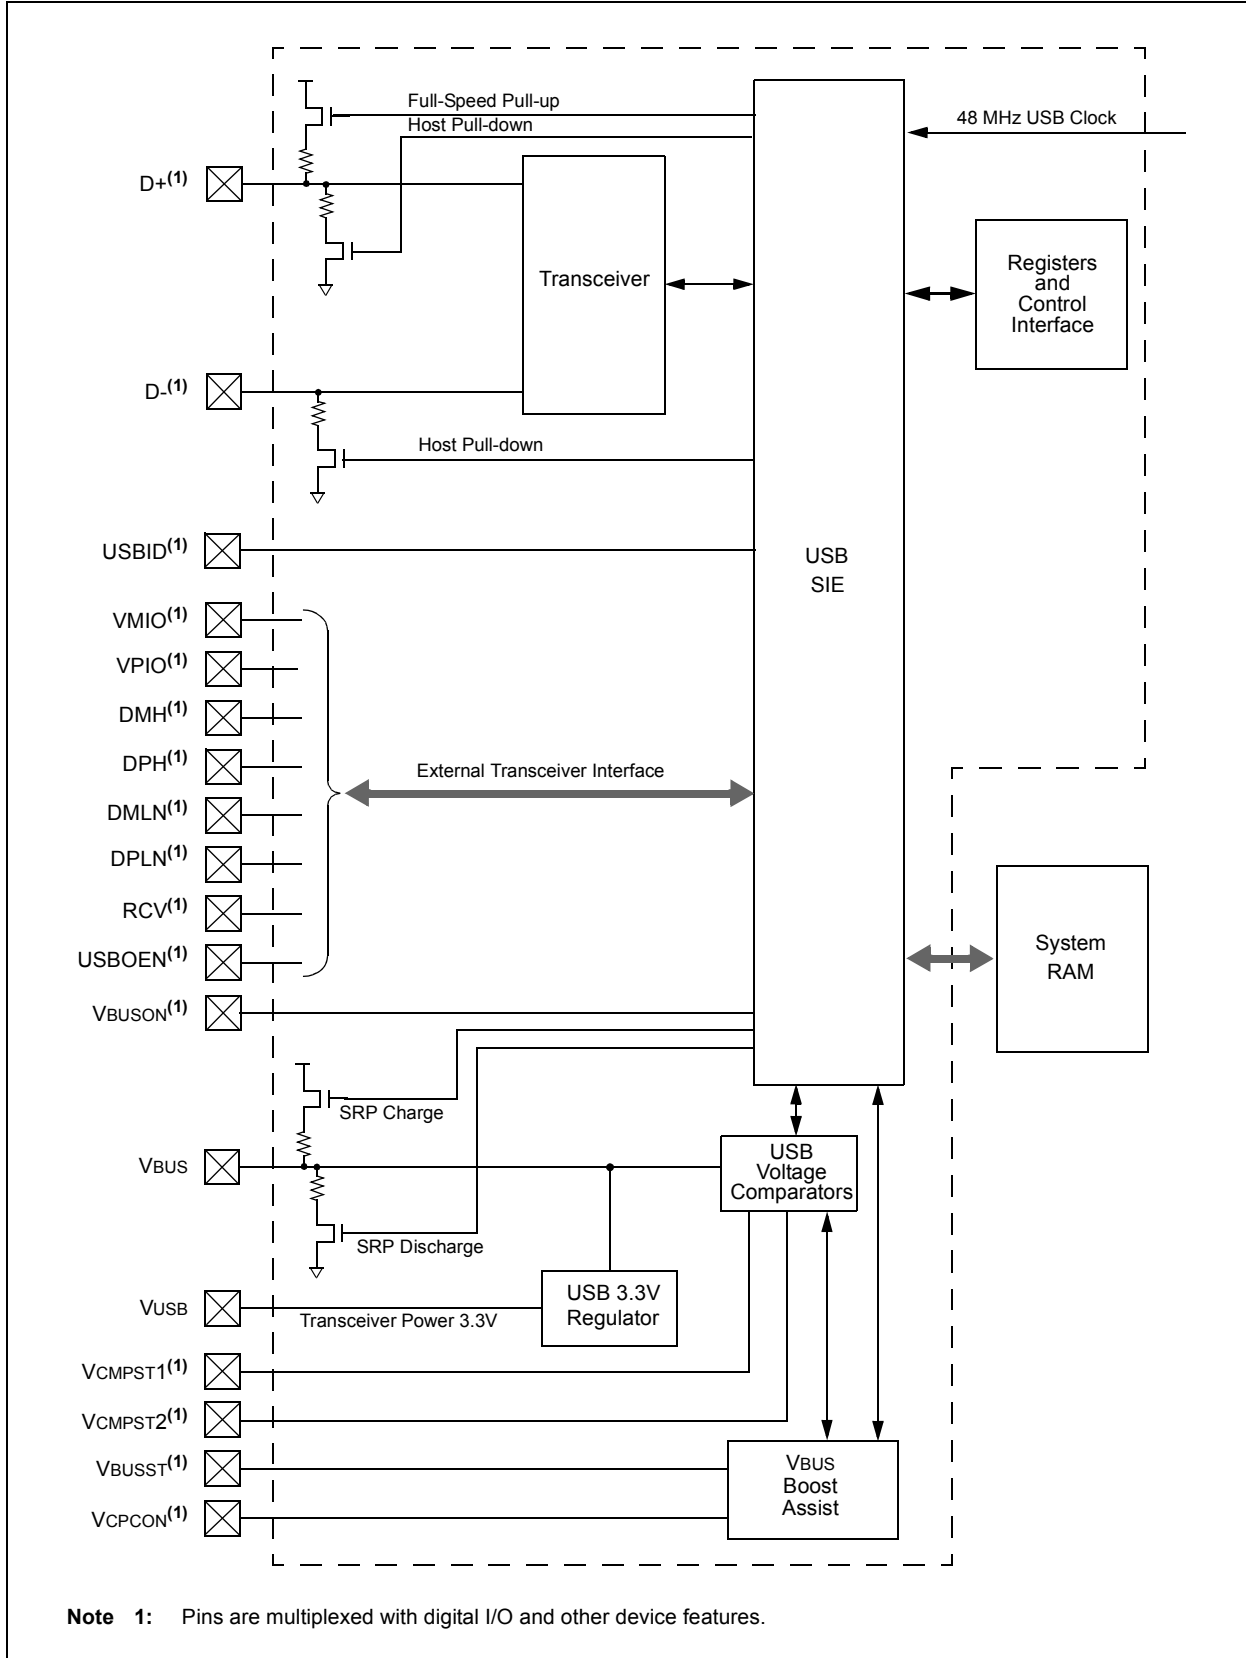 Full-Speed Pull-up
Host Pull-down
48 MHz USB Clock
D+(1)
Transceiver
Registers
and
Control
Interface
D-(1)
Host Pull-down
USBID(1)
USB
SIE
VMIO(1)
VPIO(1)
DMH(1)
DPH(1)
External Transceiver Interface
DMLN(1)
DPLN(1)
RCV(1)
USBOEN(1)
System
RAM
VBUSON(1)
SRP Charge
VBUS
USB
Voltage
Comparators
SRP Discharge
VUSB
Transceiver Power 3.3V
USB 3.3V
Regulator
VCMPST1(1)
VCMPST2(1)
VBUSST(1)
VCPCON(1)
VBUS
Boost
Assist
Note 1: Pins are multiplexed with digital I/O and other device features.